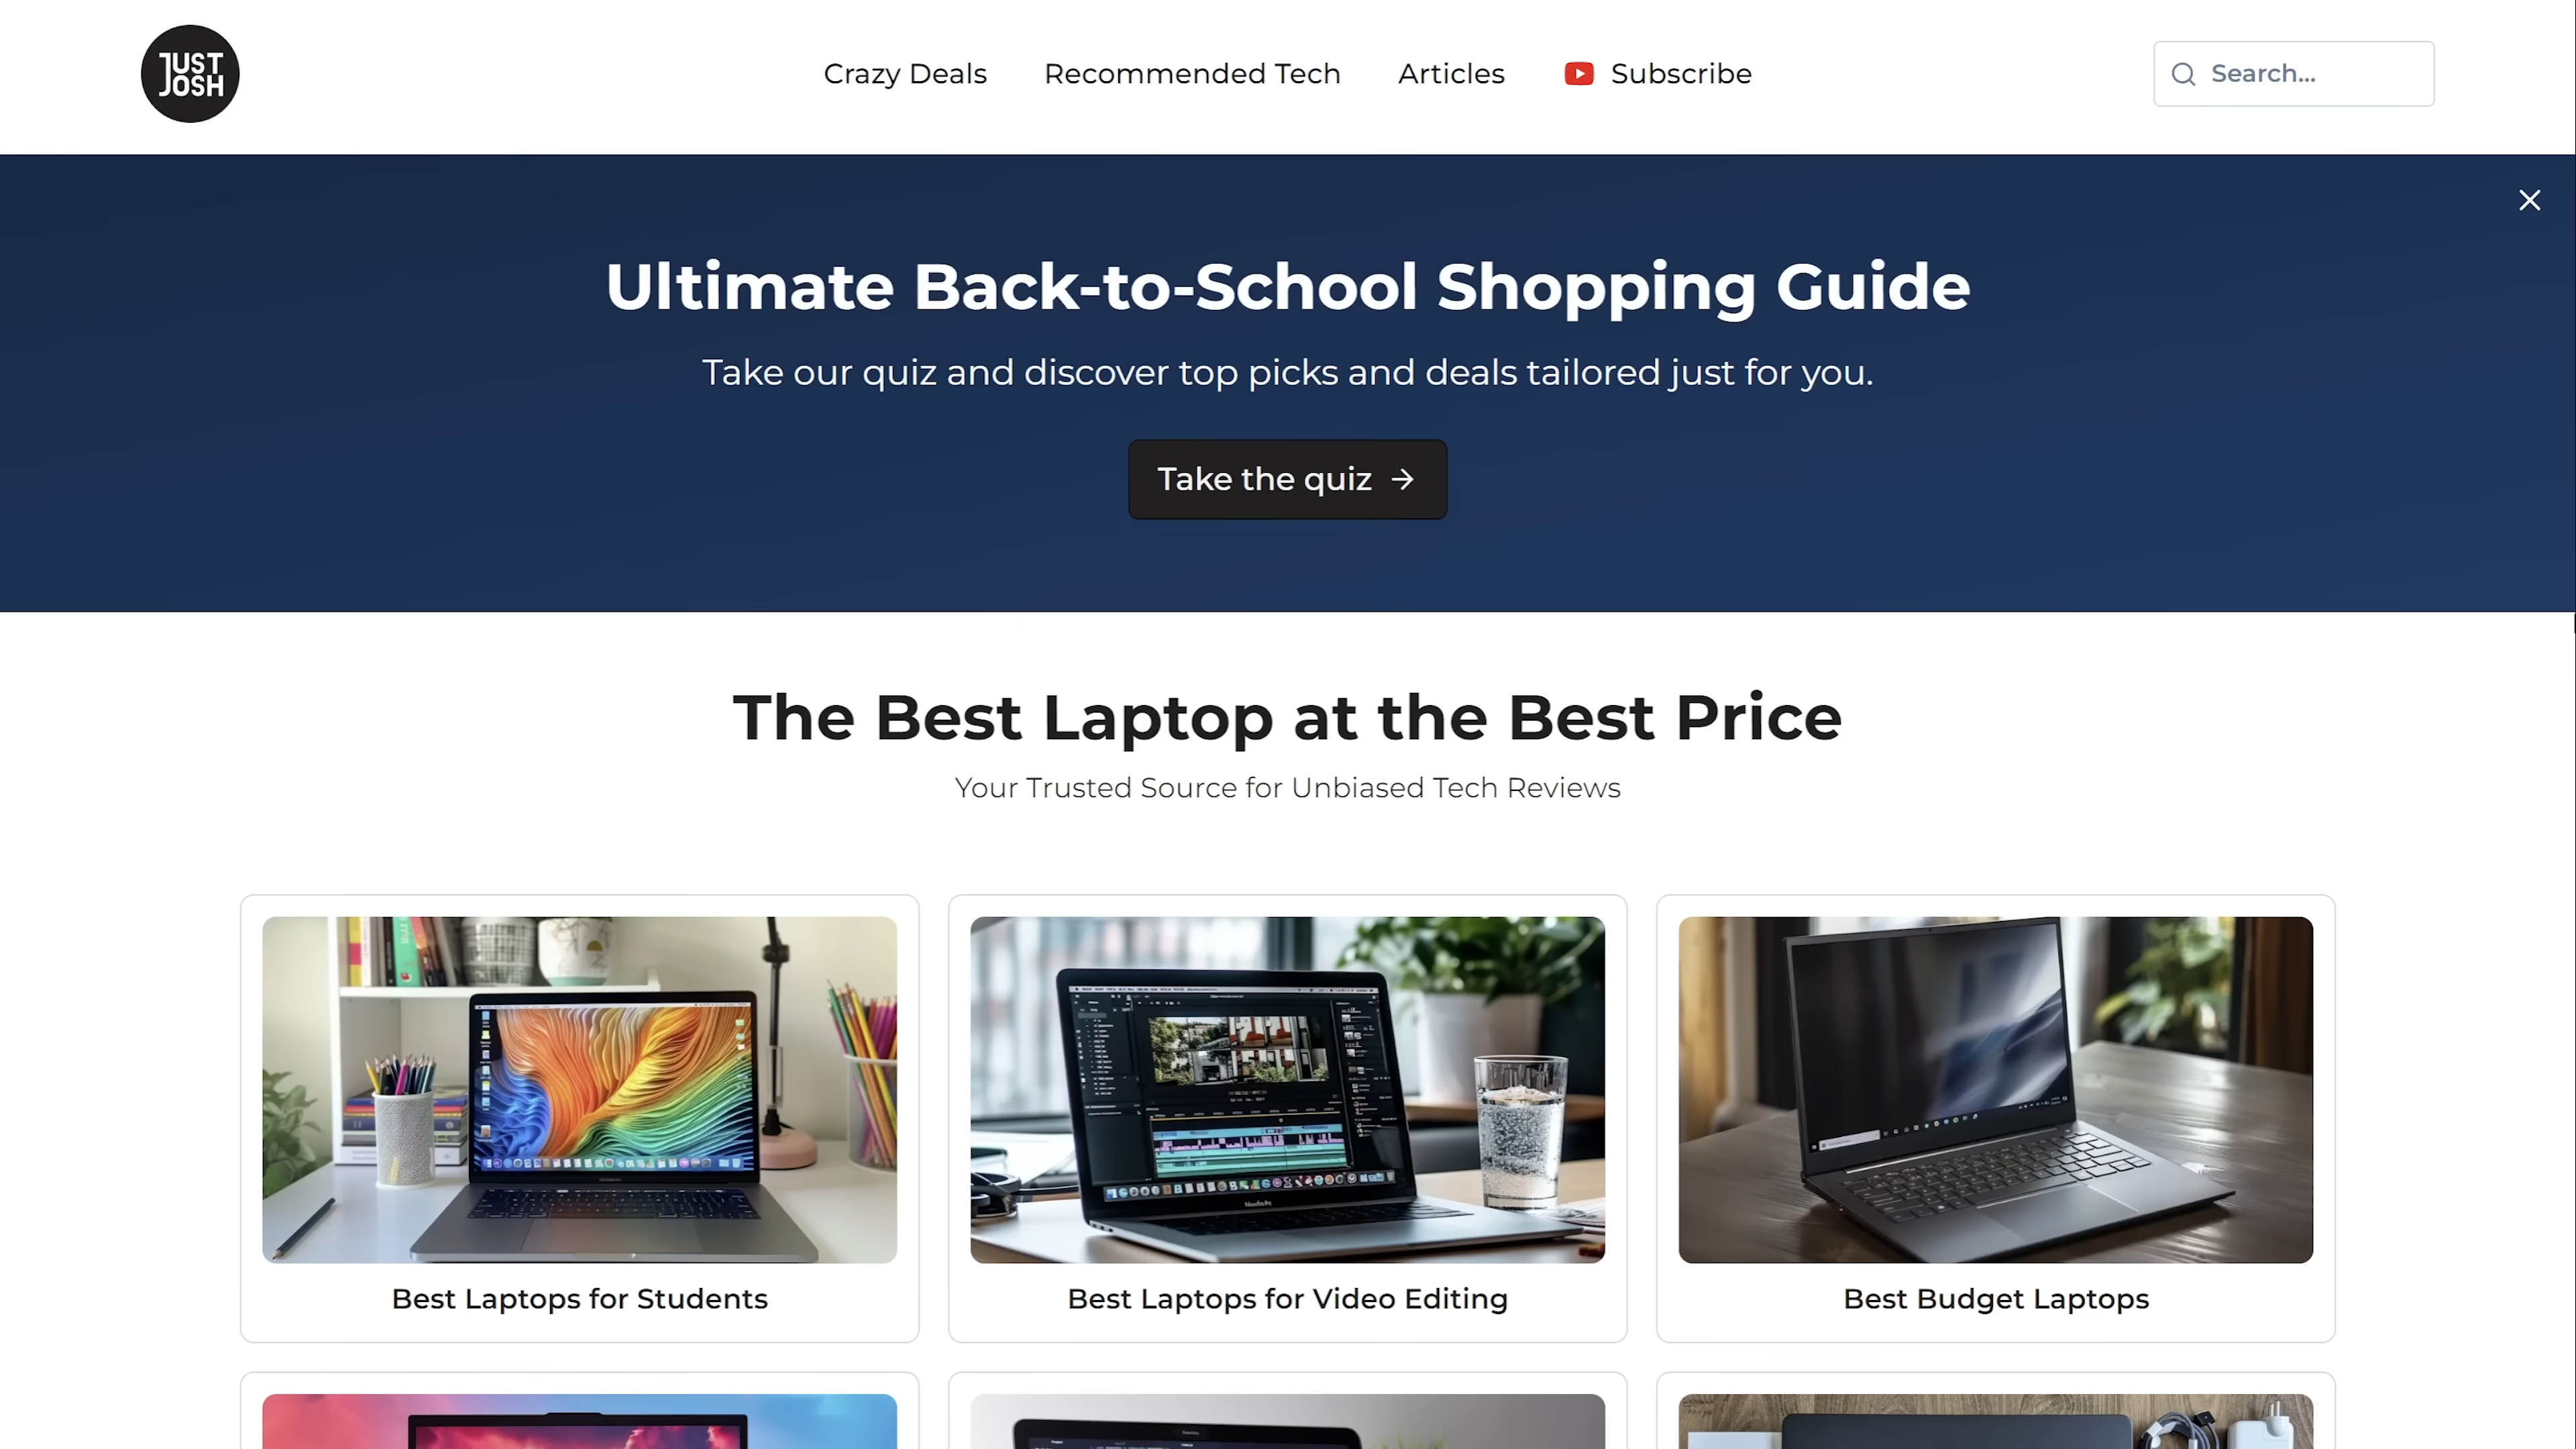 JUST
JOSH
Crazy Deals
Recommended Tech
Articles
Subscribe
Search...
Ultimate Back-to-School Shopping Guide
Take our quiz and discover top picks and deals tailored just for you.
Take the quiz →
The Best Laptop at the Best Price
Your Trusted Source for Unbiased Tech Reviews
Best Laptops for Students
Best Laptops for Video Editing
Best Budget Laptops